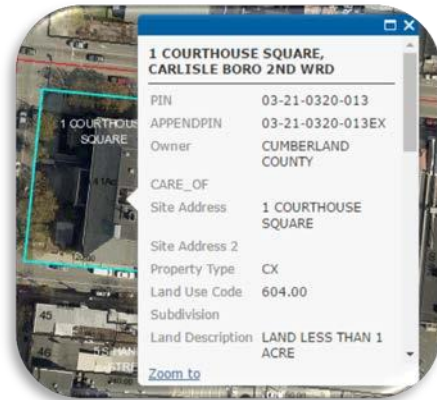 1 COURTHOUSE SQUARE,
CARLISLE BORO 2ND WRD
PIN 03-21-0320-013
APPENDPIN 03-21-0320-013EX
Owner CUMBERLAND
COUNTY
CARE_OF
Site Address 1 COURTHOUSE
SQUARE
Site Address 2
Property Type CX
Land Use Code 604.00
Subdivision
Land Description LAND LESS THAN 1
ACRE
Zoom to
1 COURTHOUS
SQUARE
45
46